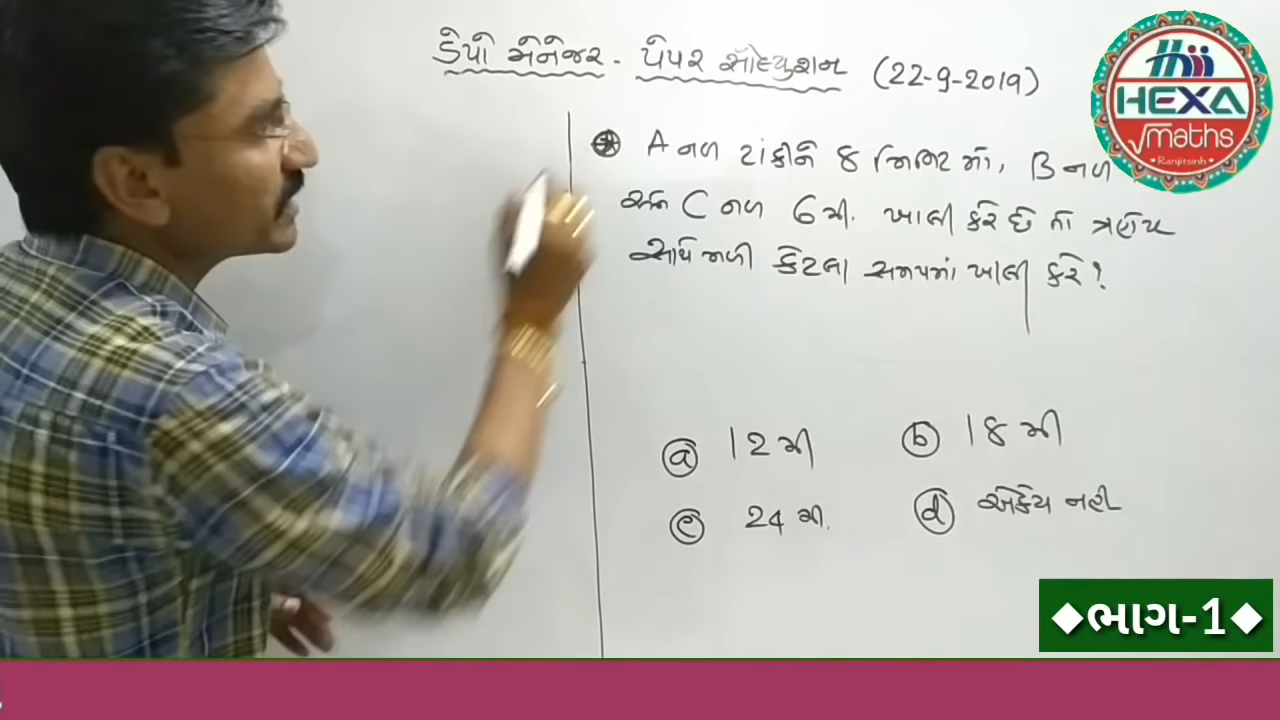 ડેપો મેનેજર - પેપર સૉલ્યુશન (22-9-2019)
HEXA
√maths
Ranjitsinh
A નળ ટાંકીને 8 મિનિટ માં, B નળ
અને C નળ 6 મી. ખાલી કરે છે તો ત્રણેય
સાથે મળી કેટલા સમયમાં ખાલી કરે?
(a) 12 મી (b) 18 મી
(c) 24 મી. (d) એકેય નહી
◆ભાગ-1◆